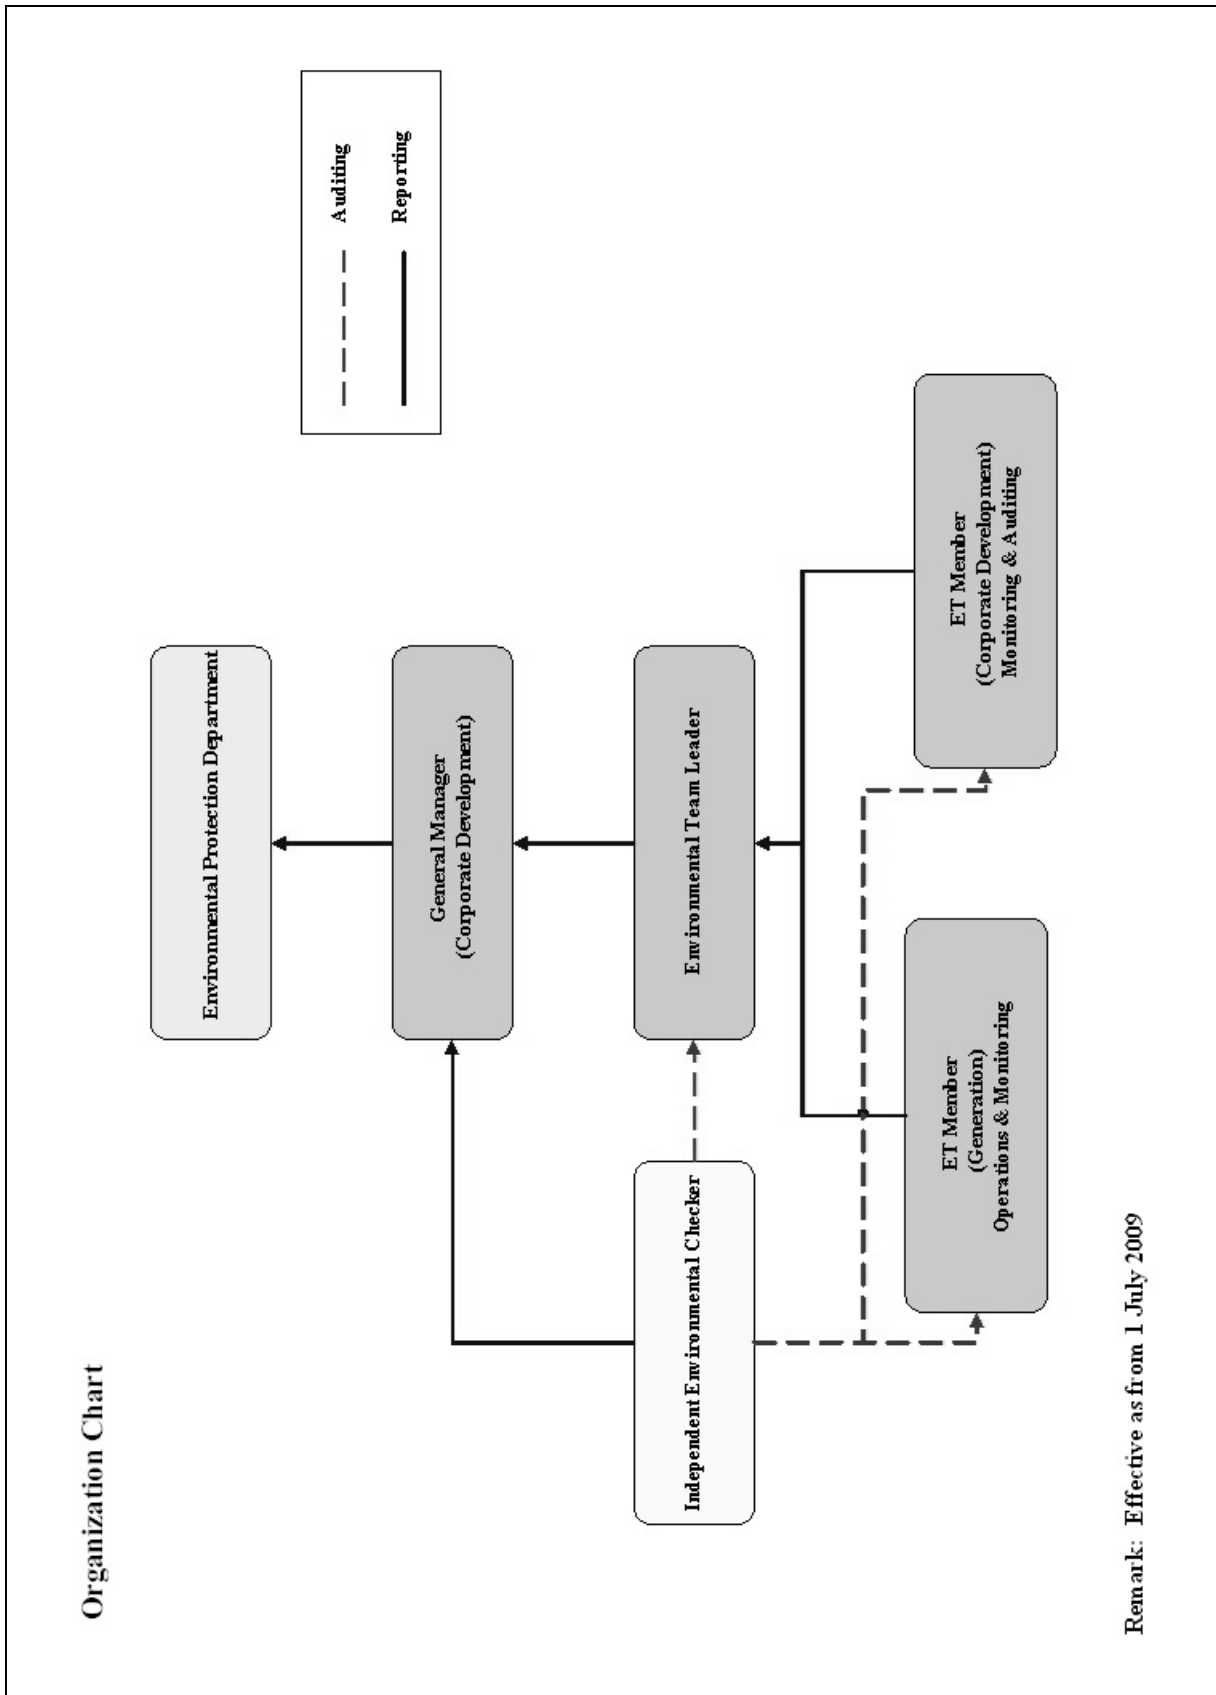 Organization Chart
Auditing
Reporting
Environmental Protection Department
General Manager
(Corporate Development)
Independent Environmental Checker
Environmental Team Leader
ET Member
(Generation)
Operations & Monitoring
ET Member
(Corporate Development)
Monitoring & Auditing
Remark: Effective as from 1 July 2009